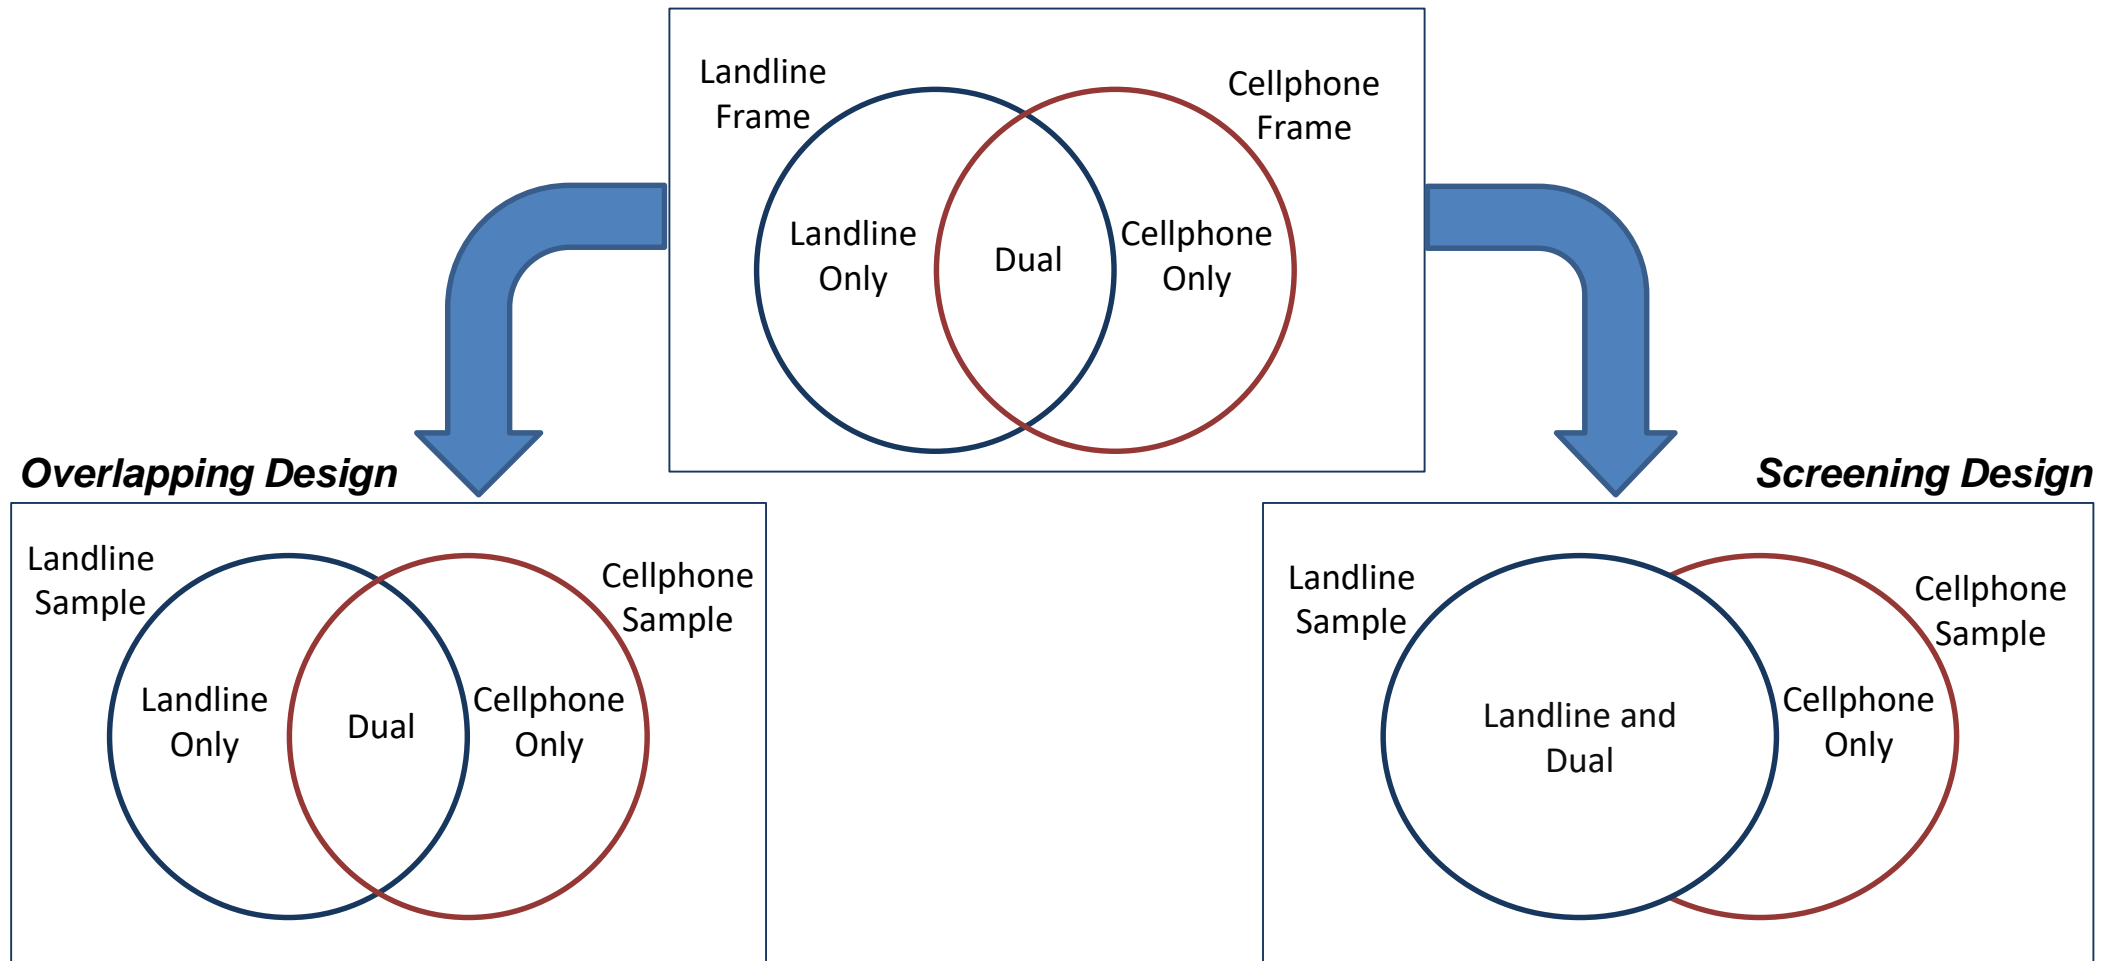 Landline
Frame
Cellphone
Frame
Landline
Only
Dual
Cellphone
Only
Overlapping Design
Landline
Sample
Cellphone
Sample
Landline
Only
Dual
Cellphone
Only
Screening Design
Landline
Sample
Cellphone
Sample
Landline and
Dual
Cellphone
Only